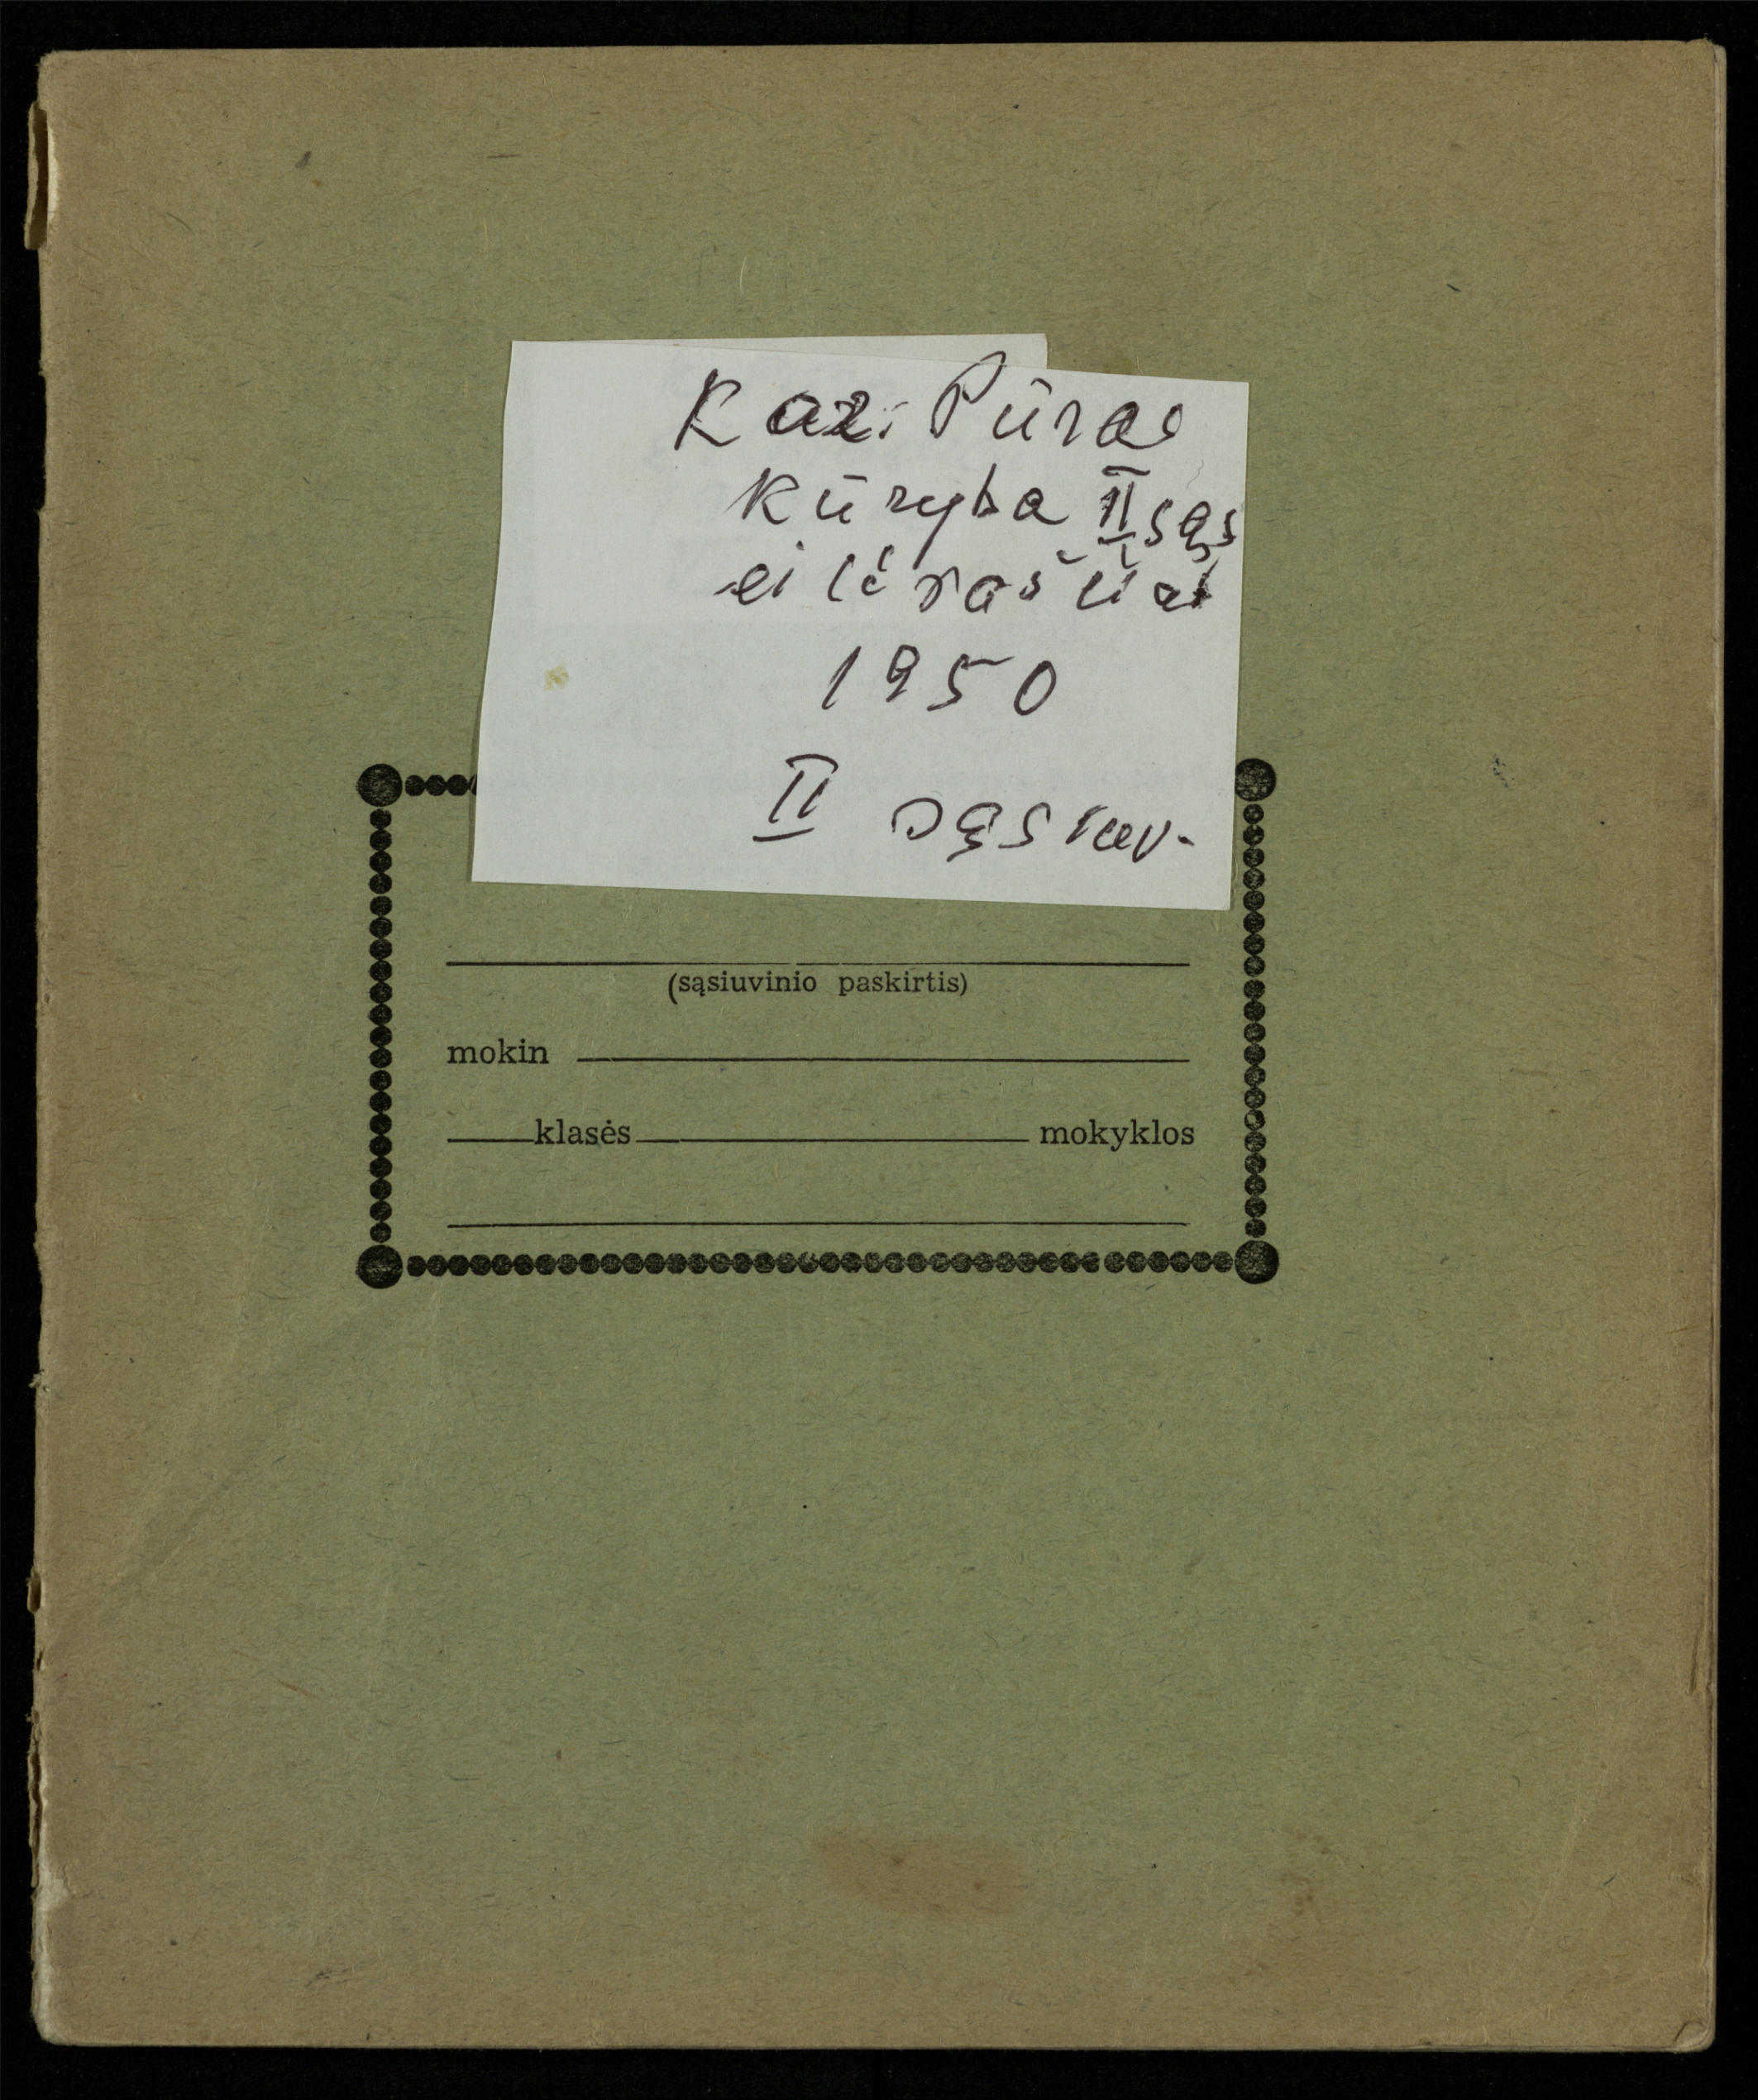 Kazi Pūras
Kūryba II sąs
eilėraščiai
1950
II sąsiuv.
(sąsiuvinio paskirtis)
mokin
klasės mokyklos